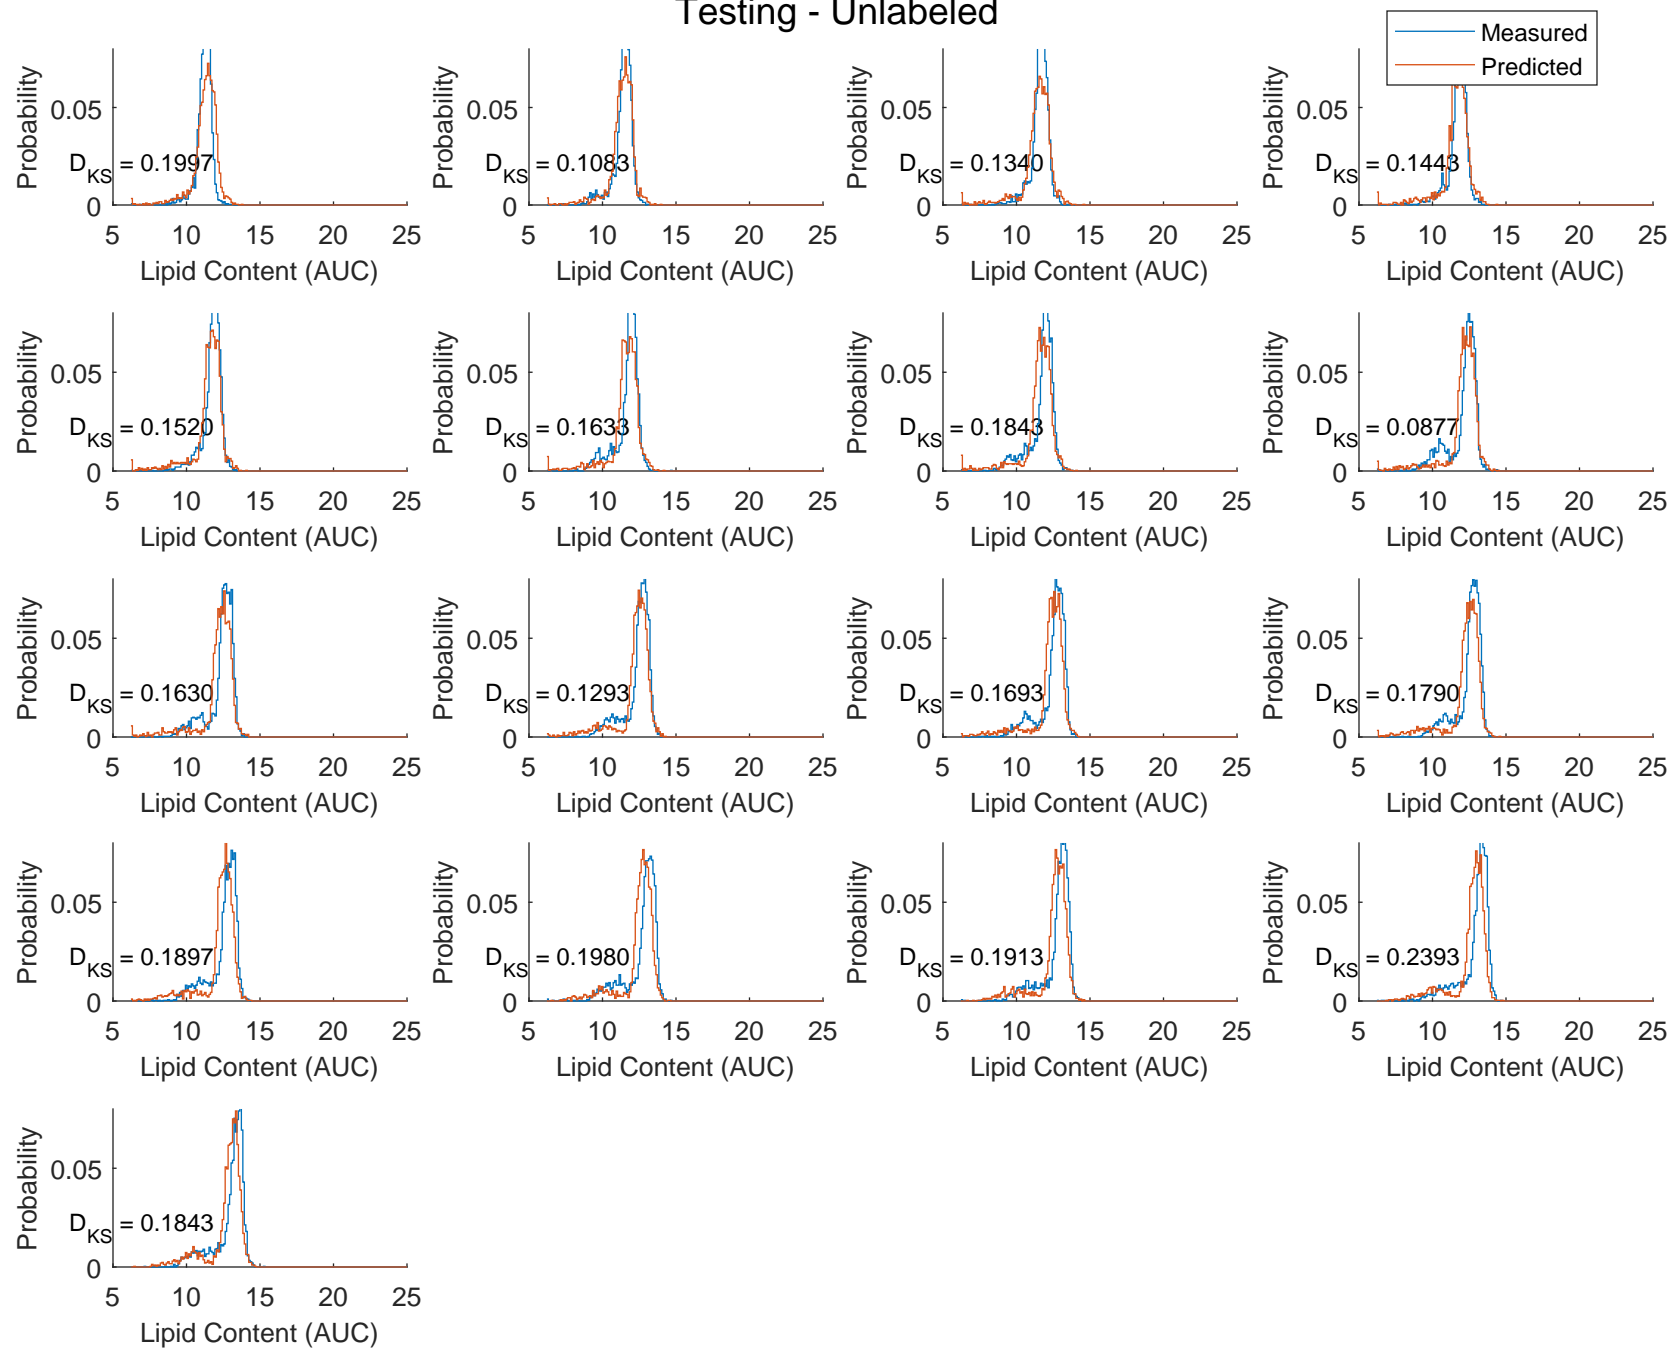 Testing - Unlabeled
Measured
Predicted
Probability
0.05
0
D_KS = 0.1997
5 10 15 20 25
Lipid Content (AUC)
Probability
0.05
0
D_KS = 0.1083
5 10 15 20 25
Lipid Content (AUC)
Probability
0.05
0
D_KS = 0.1340
5 10 15 20 25
Lipid Content (AUC)
Probability
0.05
0
D_KS = 0.1443
5 10 15 20 25
Lipid Content (AUC)
Probability
0.05
0
D_KS = 0.1520
5 10 15 20 25
Lipid Content (AUC)
Probability
0.05
0
D_KS = 0.1633
5 10 15 20 25
Lipid Content (AUC)
Probability
0.05
0
D_KS = 0.1843
5 10 15 20 25
Lipid Content (AUC)
Probability
0.05
0
D_KS = 0.0877
5 10 15 20 25
Lipid Content (AUC)
Probability
0.05
0
D_KS = 0.1630
5 10 15 20 25
Lipid Content (AUC)
Probability
0.05
0
D_KS = 0.1293
5 10 15 20 25
Lipid Content (AUC)
Probability
0.05
0
D_KS = 0.1693
5 10 15 20 25
Lipid Content (AUC)
Probability
0.05
0
D_KS = 0.1790
5 10 15 20 25
Lipid Content (AUC)
Probability
0.05
0
D_KS = 0.1897
5 10 15 20 25
Lipid Content (AUC)
Probability
0.05
0
D_KS = 0.1980
5 10 15 20 25
Lipid Content (AUC)
Probability
0.05
0
D_KS = 0.1913
5 10 15 20 25
Lipid Content (AUC)
Probability
0.05
0
D_KS = 0.2393
5 10 15 20 25
Lipid Content (AUC)
Probability
0.05
0
D_KS = 0.1843
5 10 15 20 25
Lipid Content (AUC)